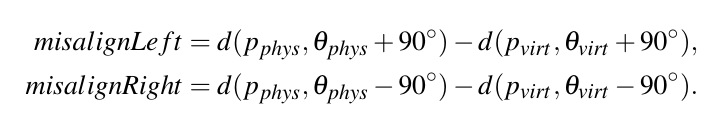 misalignLeft = d(p_phys, θ_phys + 90°) − d(p_virt, θ_virt + 90°),
misalignRight = d(p_phys, θ_phys − 90°) − d(p_virt, θ_virt − 90°).